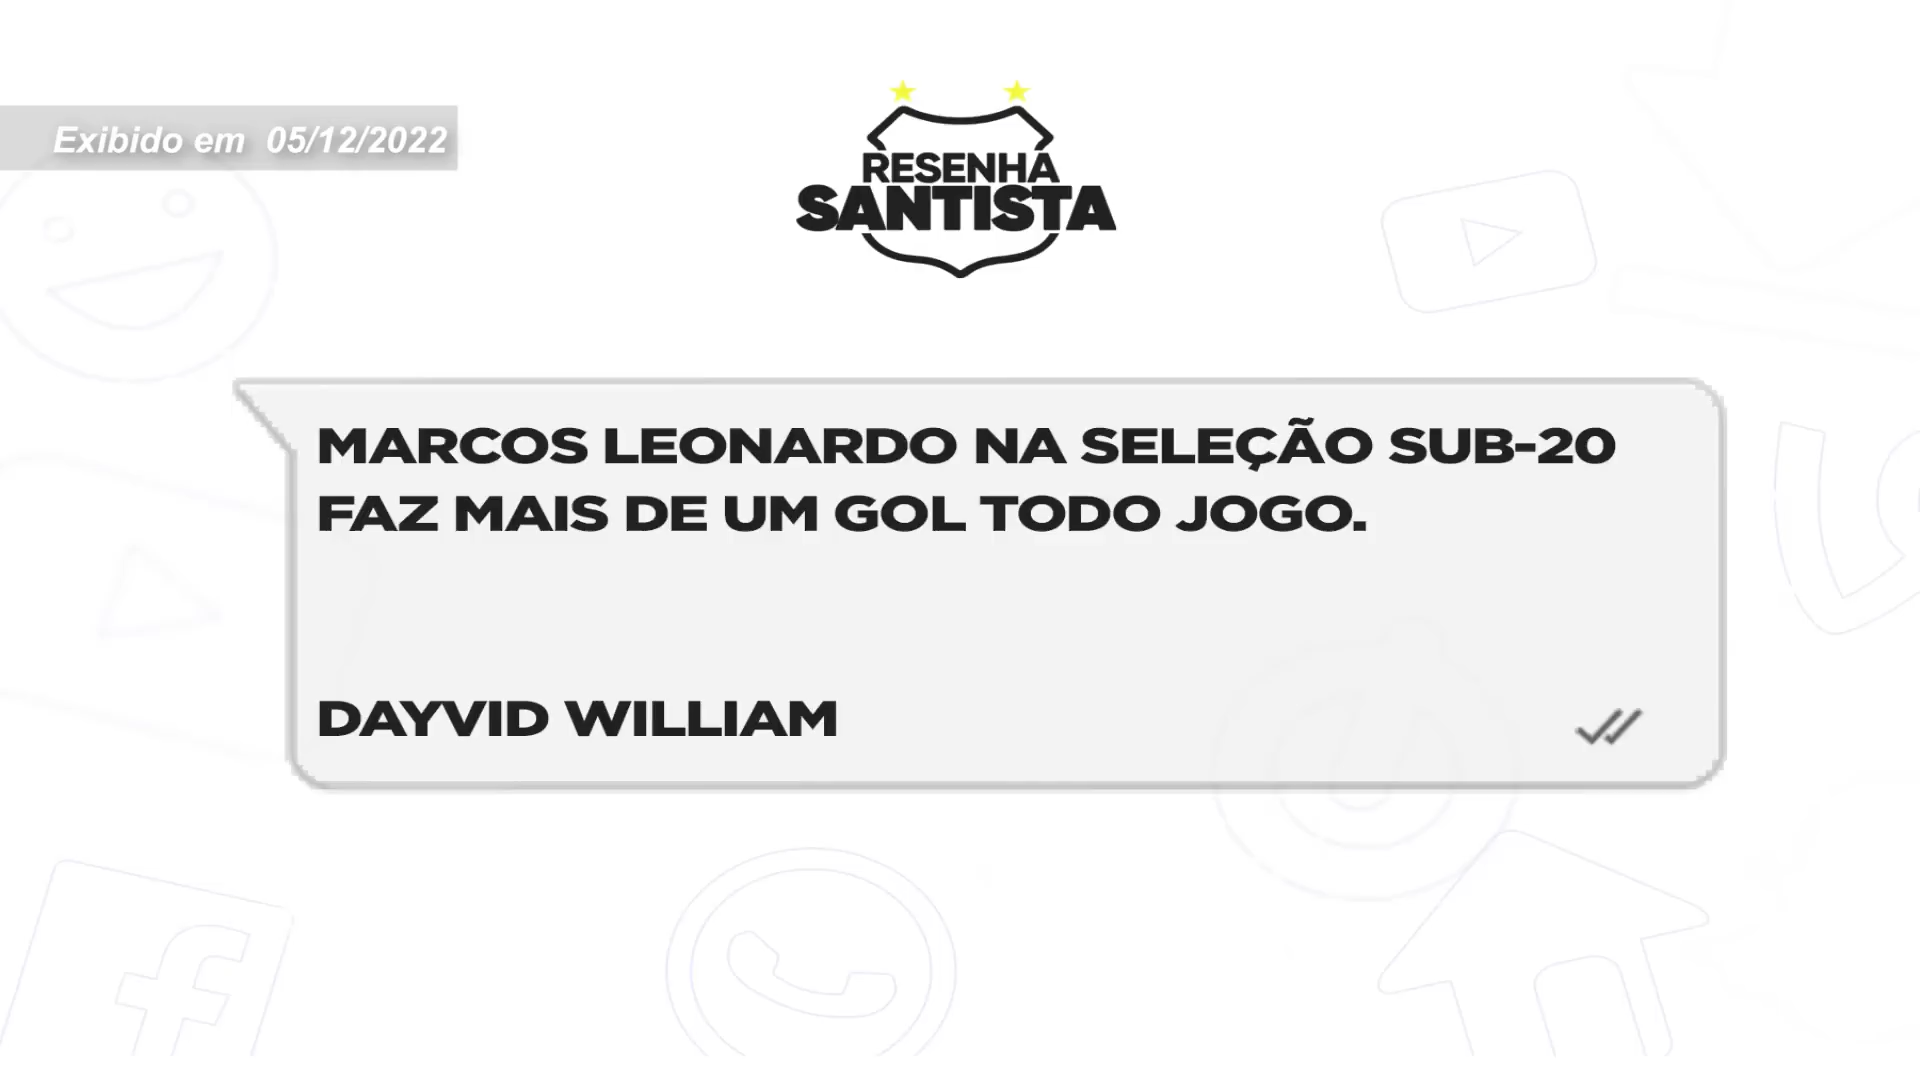 Exibido em 05/12/2022
RESENHA
SANTISTA
MARCOS LEONARDO NA SELEÇÃO SUB-20
FAZ MAIS DE UM GOL TODO JOGO.
DAYVID WILLIAM